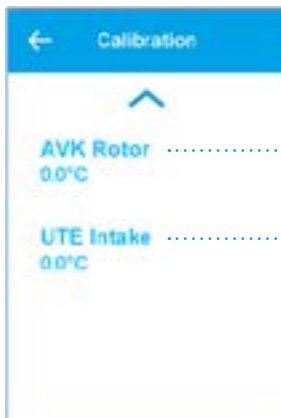 Calibration
AVK Rotor
0.0°C
UTE Intake
0.0°C